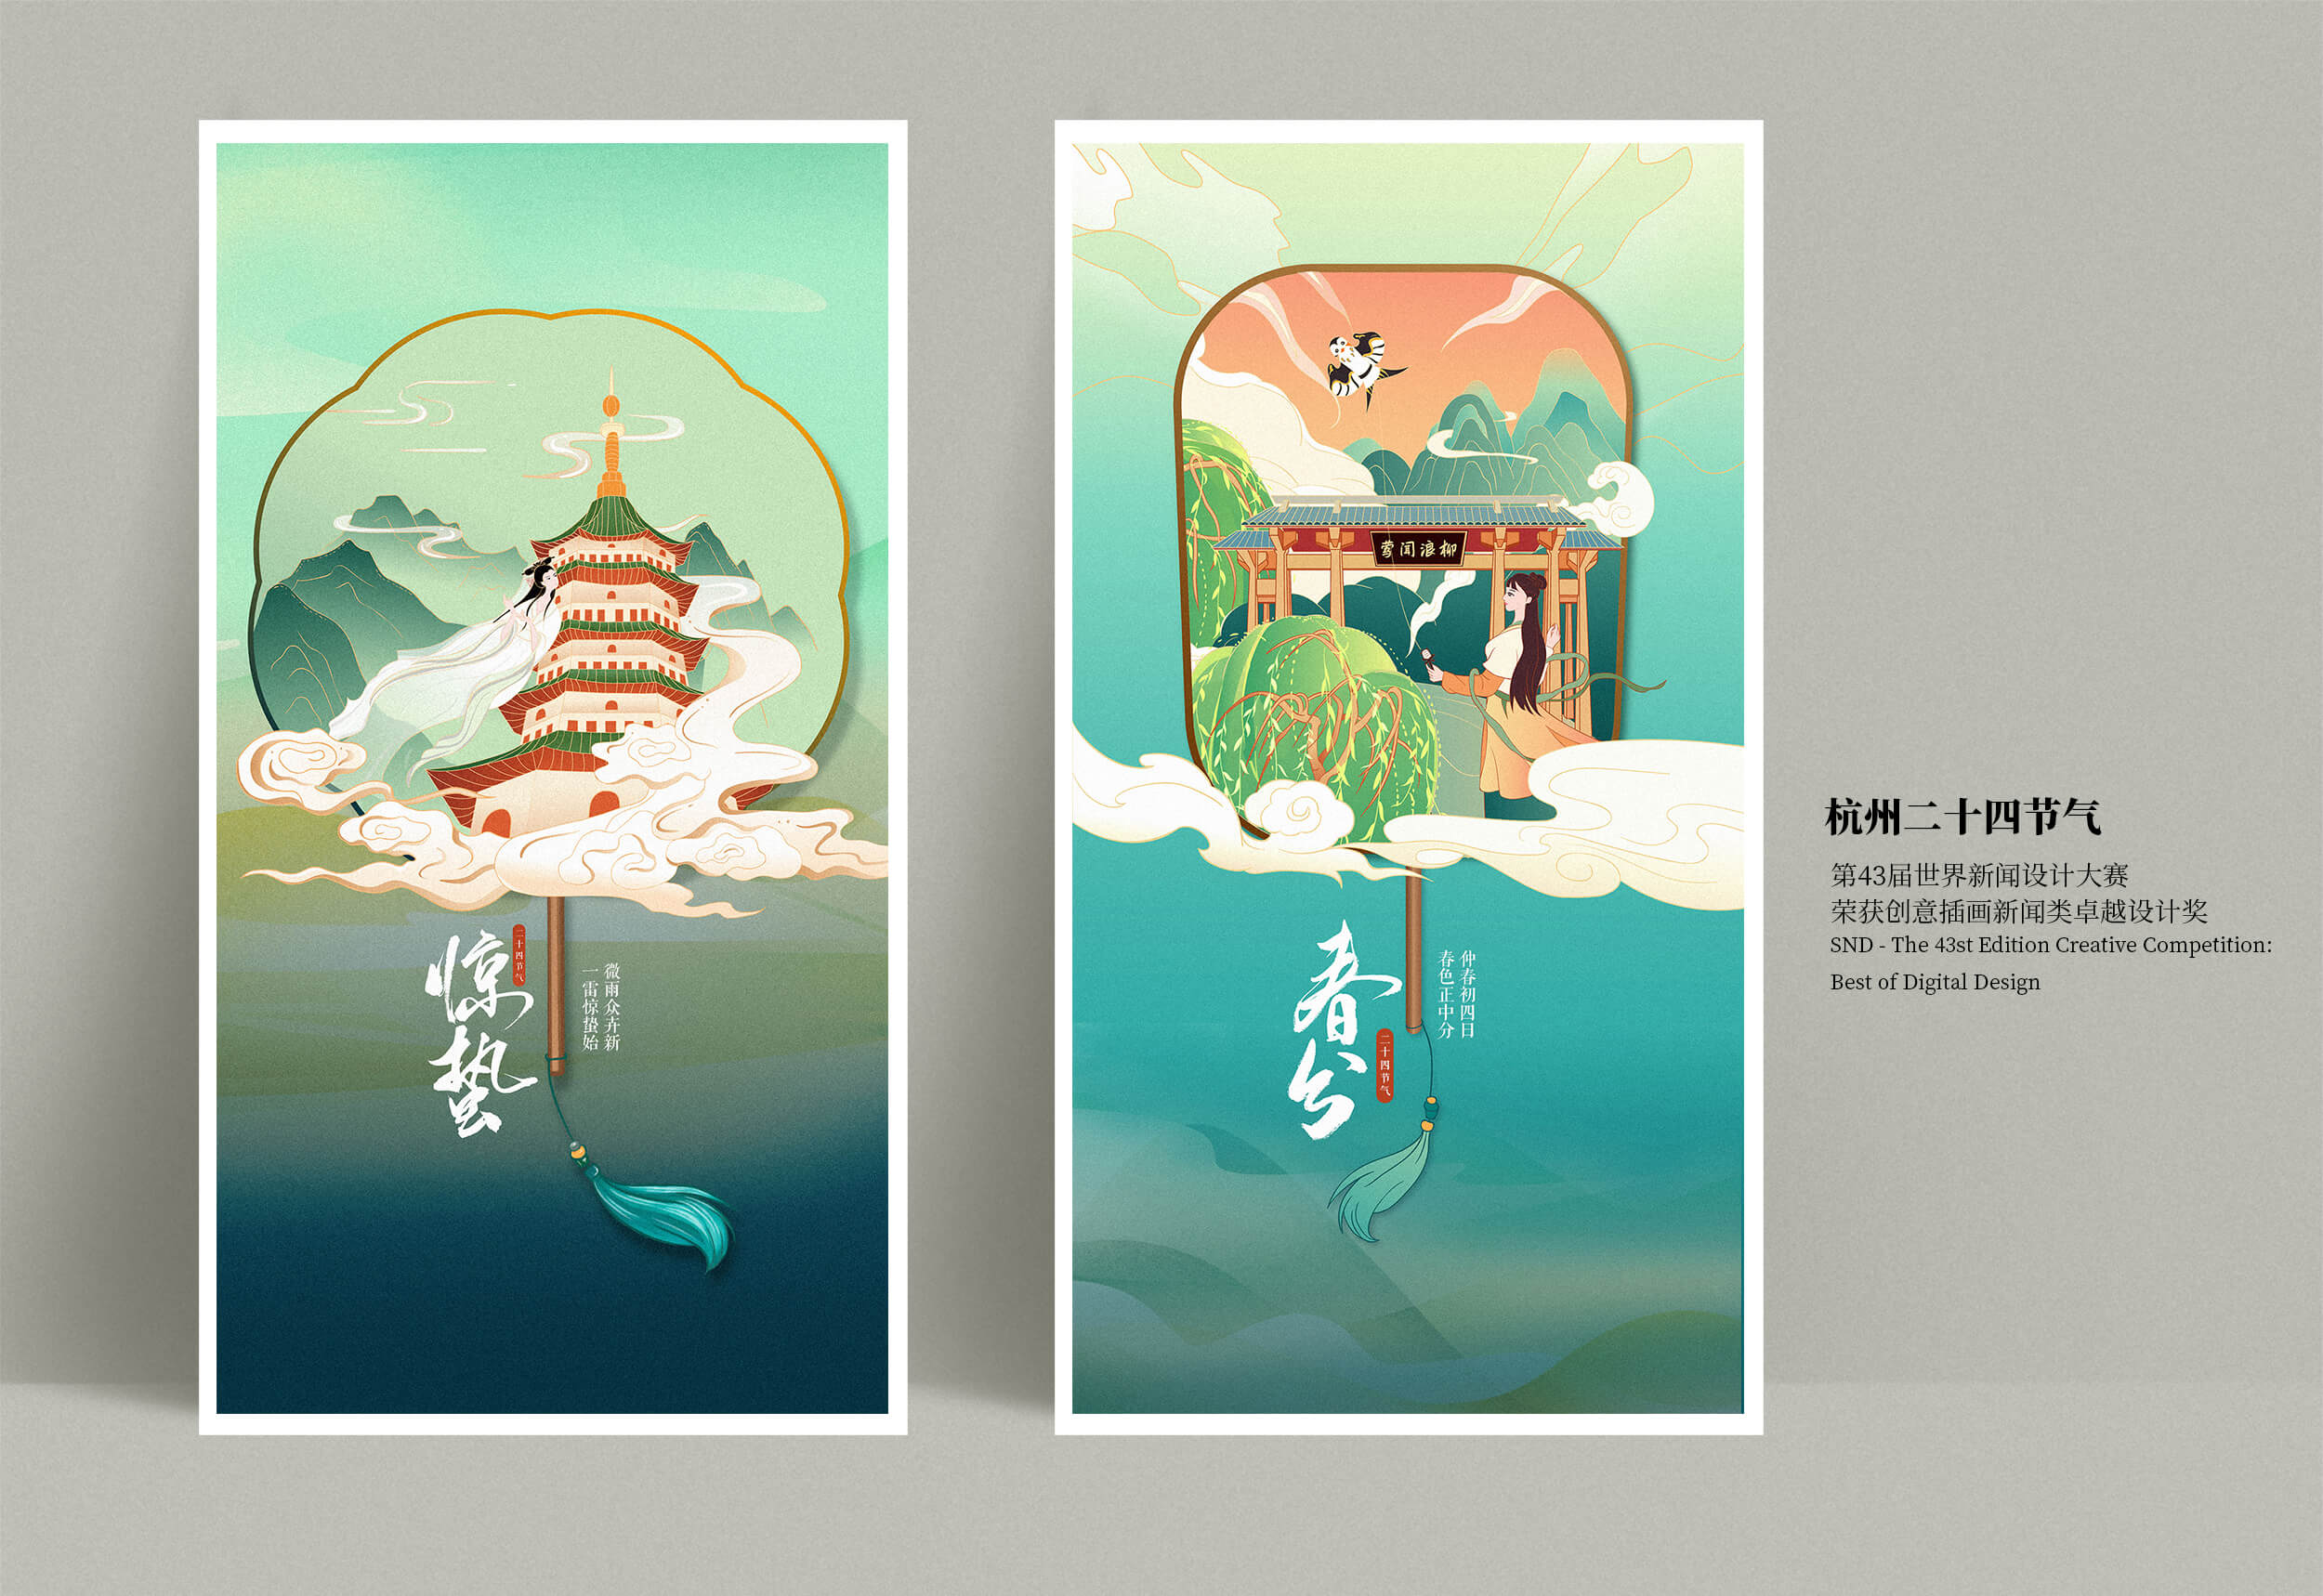 惊蛰
二十四节气
微雨众卉新
一雷惊蛰始
莺闻浪柳
春分
二十四节气
仲春初四日
春色正中分
杭州二十四节气
第43届世界新闻设计大赛
荣获创意插画新闻类卓越设计奖
SND - The 43st Edition Creative Competition:
Best of Digital Design